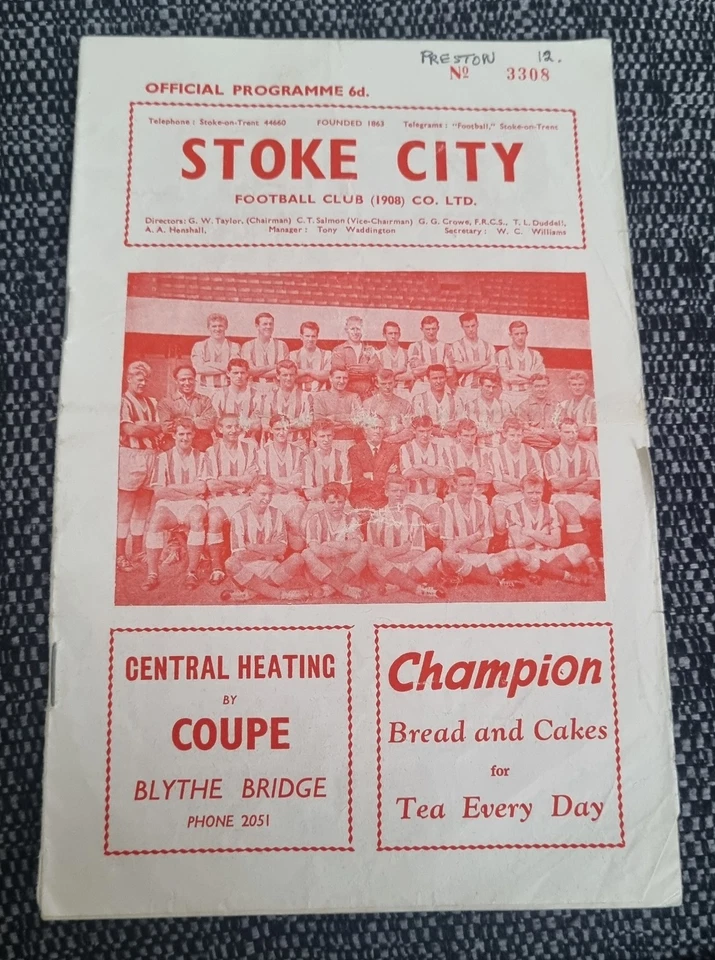 PRESTON 12.
Nº 3308
OFFICIAL PROGRAMME 6d.
Telephone : Stoke-on-Trent 44660 FOUNDED 1863 Telegrams : "Football," Stoke-on-Trent
STOKE CITY
FOOTBALL CLUB (1908) CO. LTD.
Directors: G. W. Taylor, (Chairman) C. T. Salmon (Vice-Chairman) G. G. Crowe, F.R.C.S., T. L. Duddell,
A. A. Henshall. Manager : Tony Waddington Secretary : W. C. Williams
CENTRAL HEATING
BY
COUPE
BLYTHE BRIDGE
PHONE 2051
Champion
Bread and Cakes
for
Tea Every Day